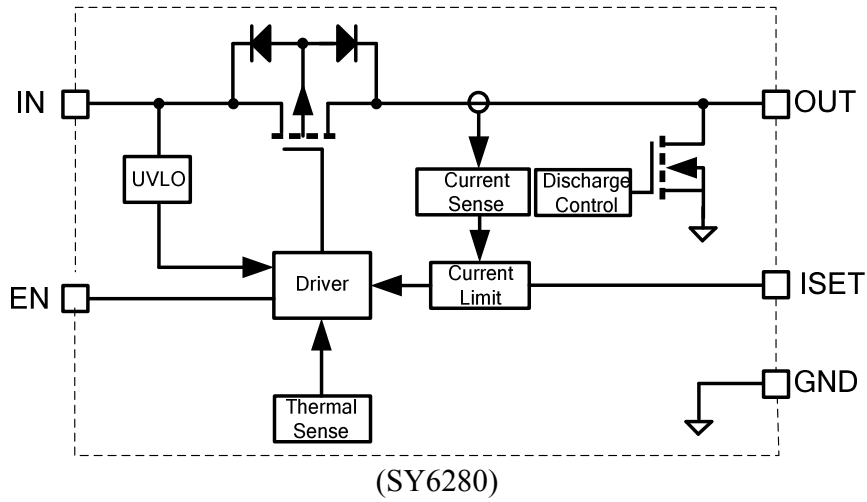 IN
OUT
UVLO
Current
Sense
Discharge
Control
EN
Driver
Current
Limit
ISET
GND
Thermal
Sense
(SY6280)